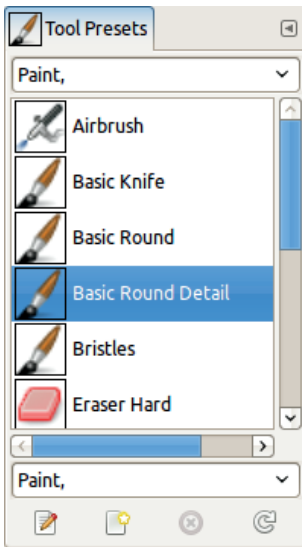 Tool Presets
Paint,
Airbrush
Basic Knife
Basic Round
Basic Round Detail
Bristles
Eraser Hard
Paint,